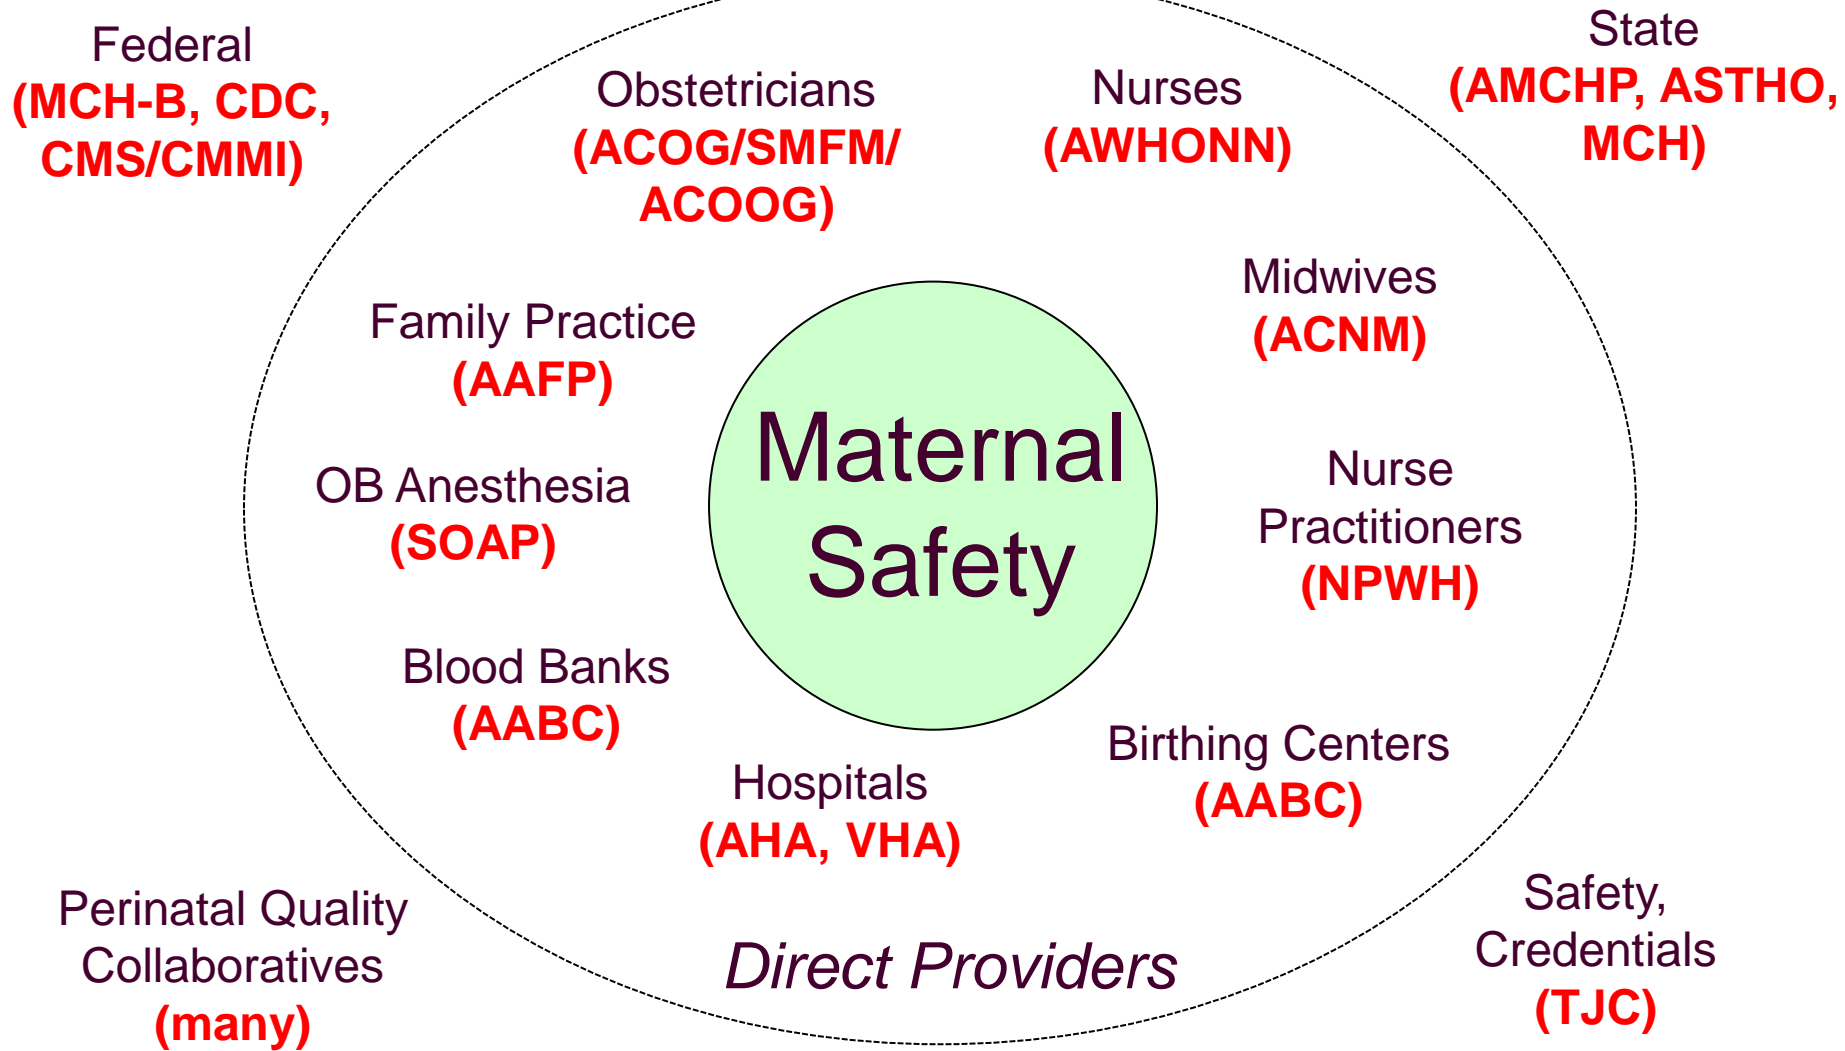 Federal
(MCH-B, CDC,
CMS/CMMI)
Obstetricians
(ACOG/SMFM/
ACOOG)
Nurses
(AWHONN)
State
(AMCHP, ASTHO,
MCH)
Family Practice
(AAFP)
Midwives
(ACNM)
Maternal
Safety
OB Anesthesia
(SOAP)
Nurse
Practitioners
(NPWH)
Blood Banks
(AABC)
Hospitals
(AHA, VHA)
Birthing Centers
(AABC)
Perinatal Quality
Collaboratives
(many)
Direct Providers
Safety,
Credentials
(TJC)